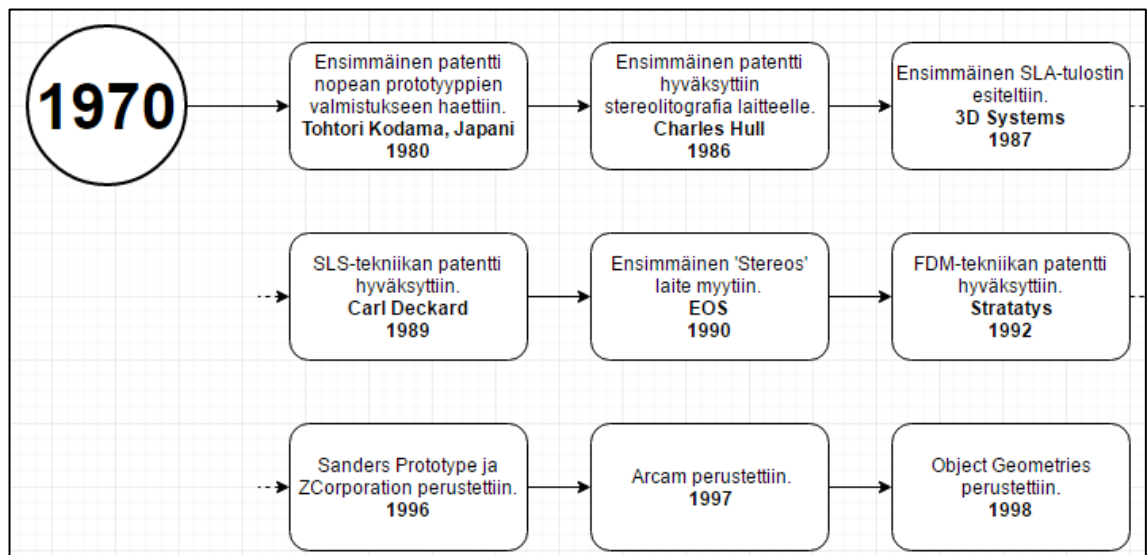 1970
Ensimmäinen patentti
nopean prototyyppien
valmistukseen haettiin.
Tohtori Kodama, Japani
1980
Ensimmäinen patentti
hyväksyttiin
stereolitografia laitteelle.
Charles Hull
1986
Ensimmäinen SLA-tulostin
esiteltiin.
3D Systems
1987
SLS-tekniikan patentti
hyväksyttiin.
Carl Deckard
1989
Ensimmäinen 'Stereos'
laite myytiin.
EOS
1990
FDM-tekniikan patentti
hyväksyttiin.
Stratatys
1992
Sanders Prototype ja
ZCorporation perustettiin.
1996
Arcam perustettiin.
1997
Object Geometries
perustettiin.
1998